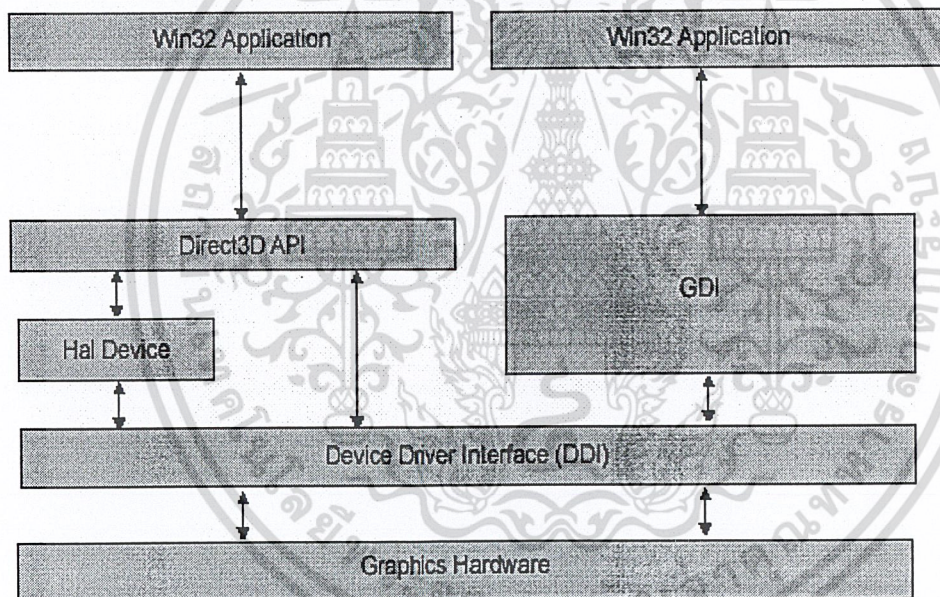 Win32 Application
Win32 Application
Direct3D API
GDI
Hal Device
Device Driver Interface (DDI)
Graphics Hardware